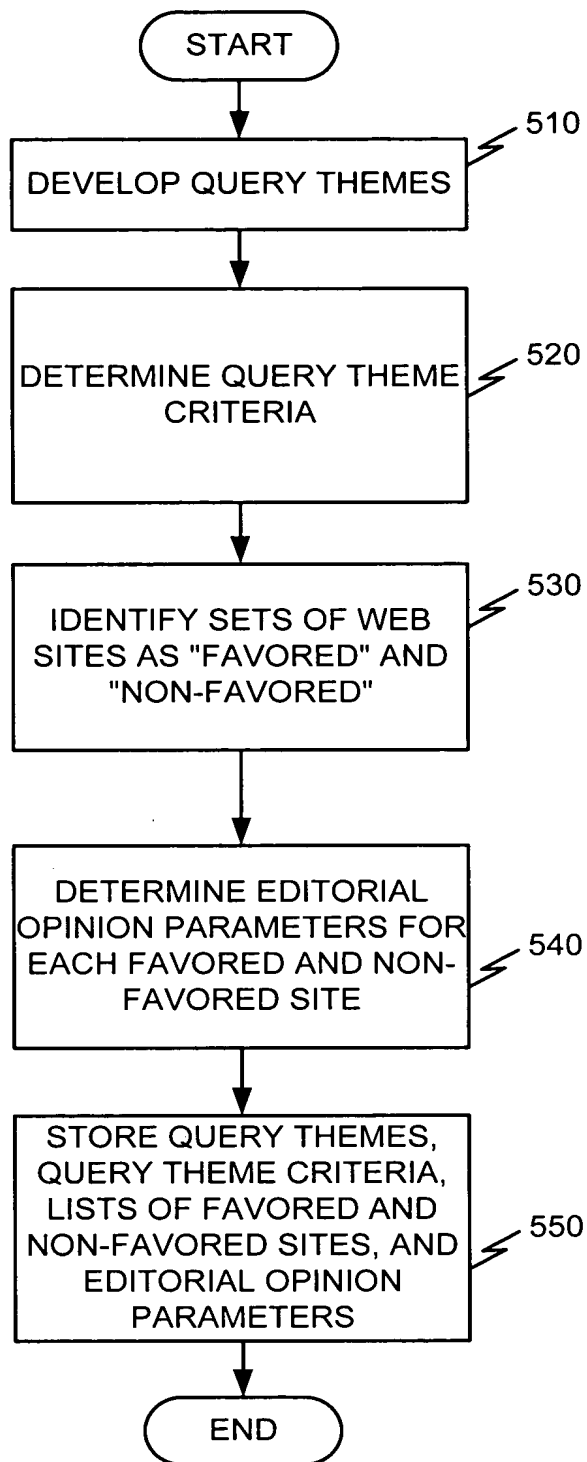 START
510
DEVELOP QUERY THEMES
520
DETERMINE QUERY THEME
CRITERIA
530
IDENTIFY SETS OF WEB
SITES AS "FAVORED" AND
"NON-FAVORED"
DETERMINE EDITORIAL
OPINION PARAMETERS FOR
EACH FAVORED AND NON-
FAVORED SITE
540
STORE QUERY THEMES,
QUERY THEME CRITERIA,
LISTS OF FAVORED AND
NON-FAVORED SITES, AND
EDITORIAL OPINION
PARAMETERS
550
END